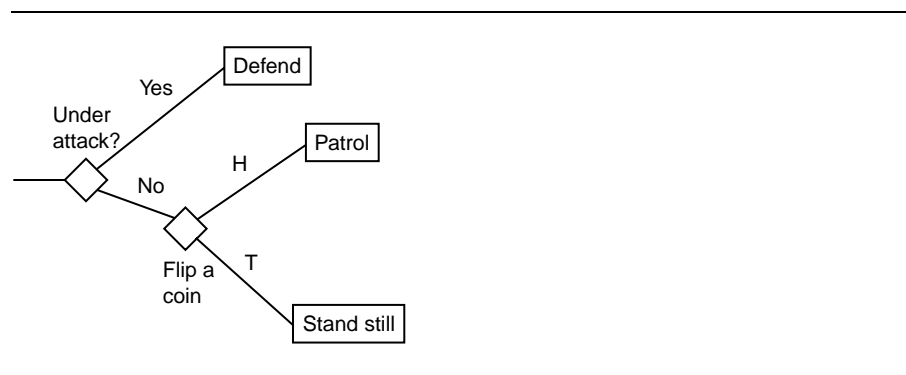 Defend
Yes
Under
attack?
Patrol
H
No
T
Flip a
coin
Stand still